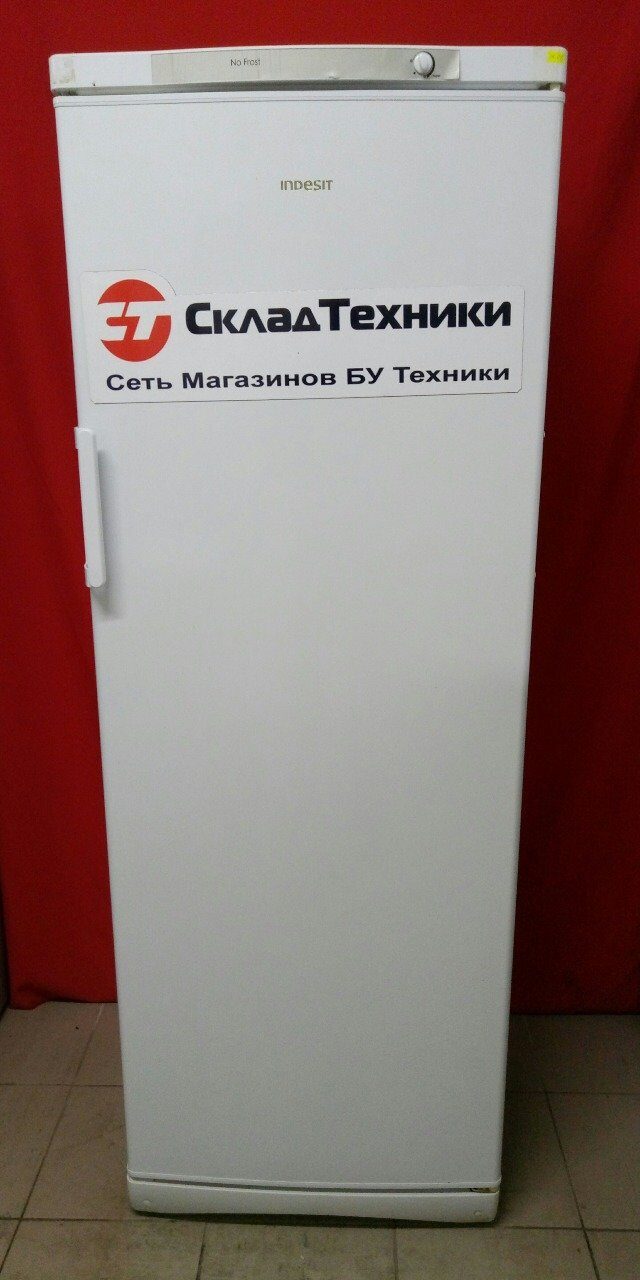 No Frost
INDESIT
СкладТехники
Сеть Магазинов БУ Техники